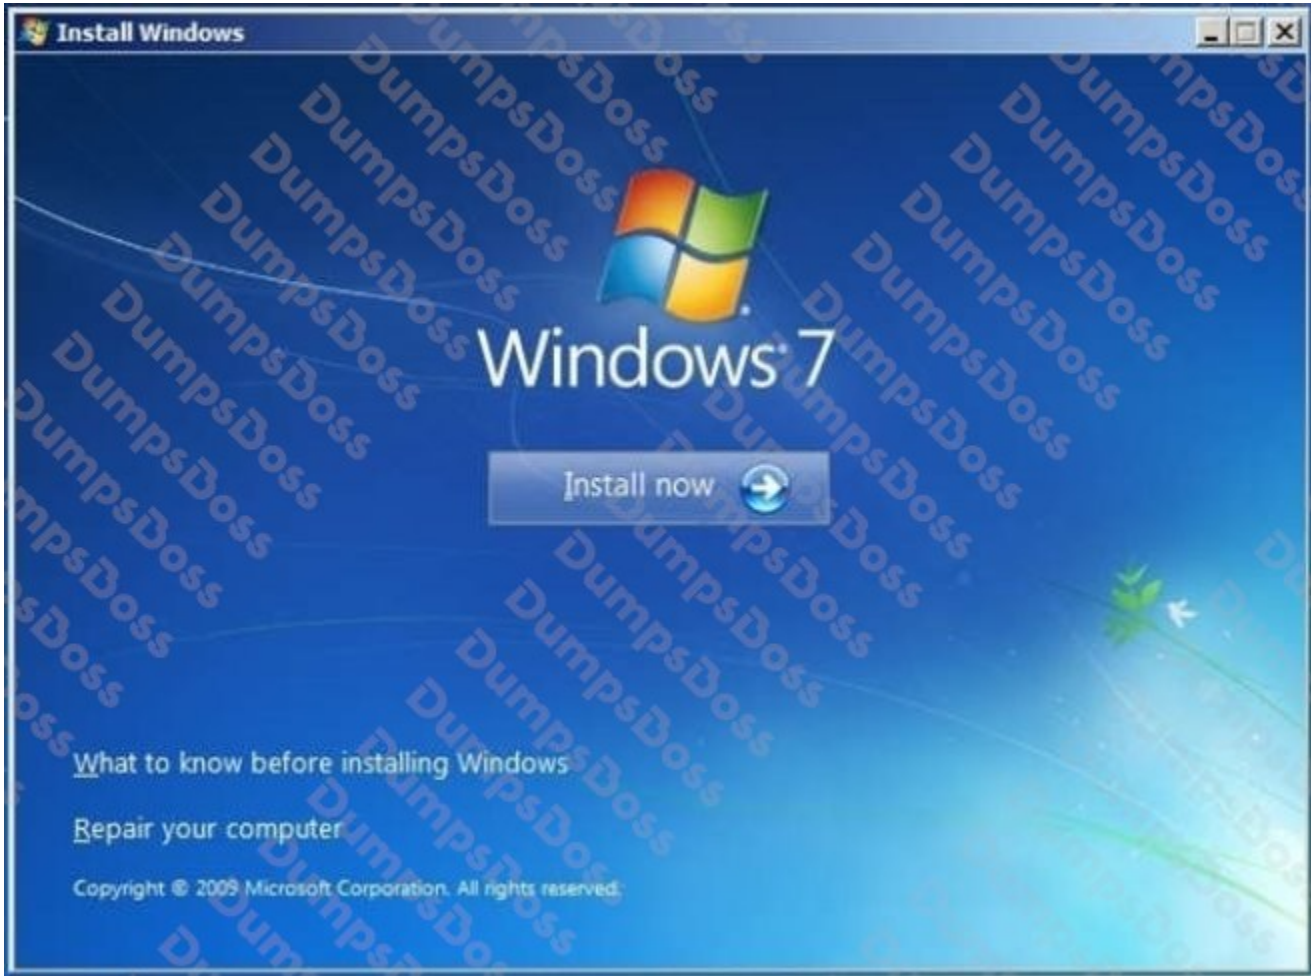 Install Windows
Windows 7
Install now
What to know before installing Windows
Repair your computer
Copyright © 2009 Microsoft Corporation. All rights reserved.
DumpsDoss